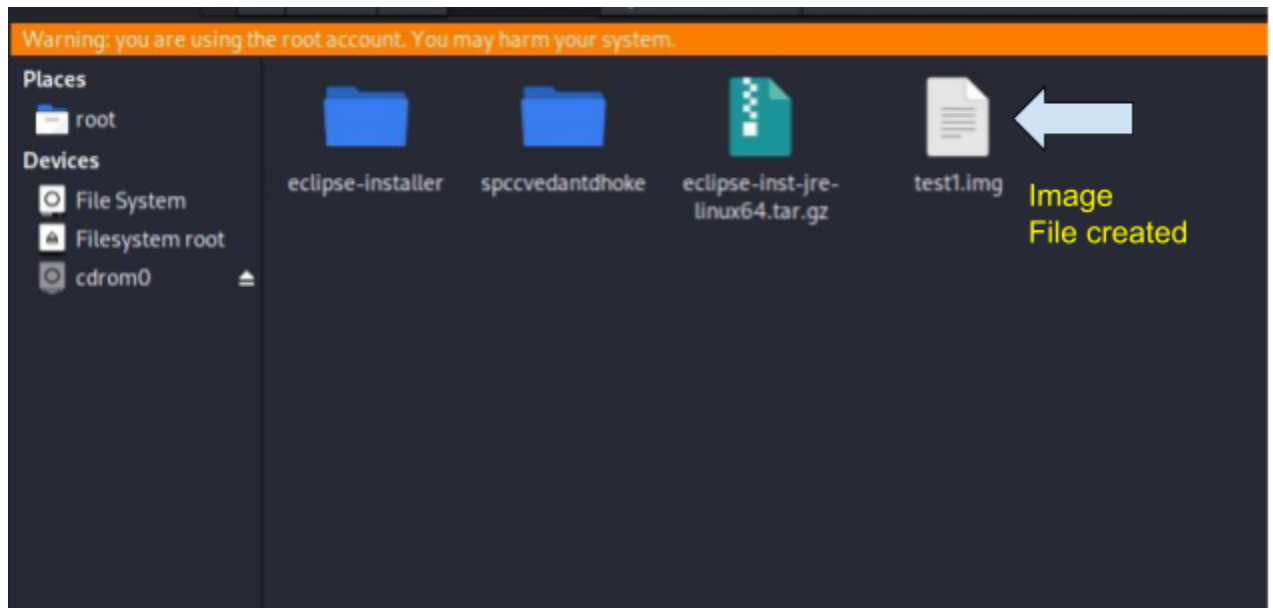 Warning: you are using the root account. You may harm your system.
Places
root
Devices
File System
Filesystem root
cdrom0
eclipse-installer
spccvedantdhoke
eclipse-inst-jre-
linux64.tar.gz
test1.img
Image
File created